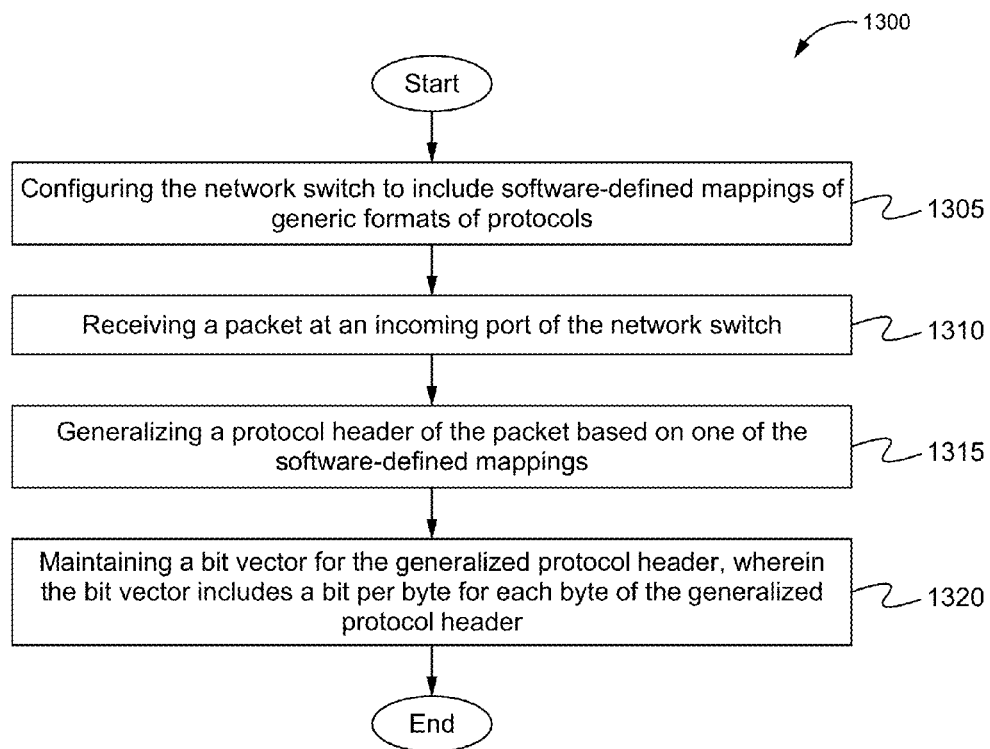 1300
Start
Configuring the network switch to include software-defined mappings of
generic formats of protocols
1305
Receiving a packet at an incoming port of the network switch
1310
Generalizing a protocol header of the packet based on one of the
software-defined mappings
1315
Maintaining a bit vector for the generalized protocol header, wherein
the bit vector includes a bit per byte for each byte of the generalized
protocol header
1320
End